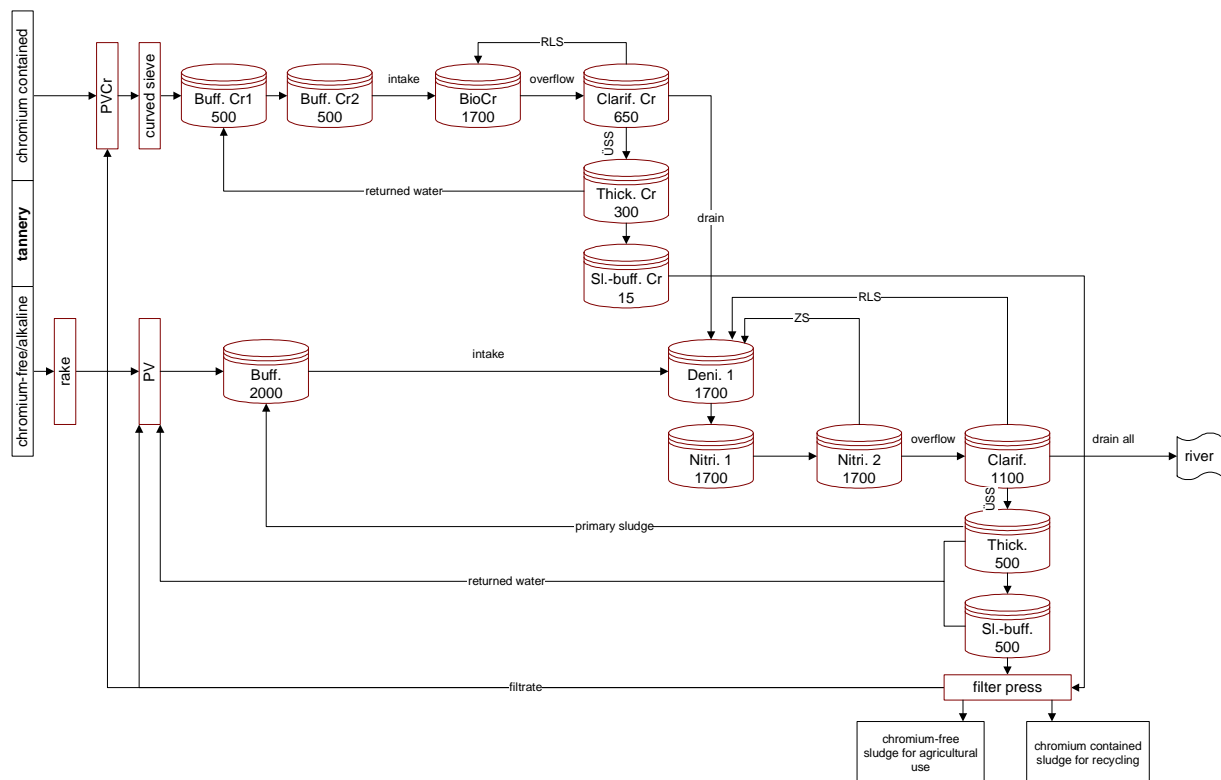 chromium contained
tannery
chromium-free/alkaline
PVCr
curved sieve
Buff. Cr1
500
Buff. Cr2
500
intake
BioCr
1700
RLS
overflow
Clarif. Cr
650
ÜSS
returned water
Thick. Cr
300
drain
Sl.-buff. Cr
15
RLS
ZS
rake
PV
Buff.
2000
intake
Deni. 1
1700
Nitri. 1
1700
Nitri. 2
1700
overflow
Clarif.
1100
drain all
river
ÜSS
primary sludge
Thick.
500
returned water
Sl.-buff.
500
filtrate
filter press
chromium-free
sludge for agricultural
use
chromium contained
sludge for recycling